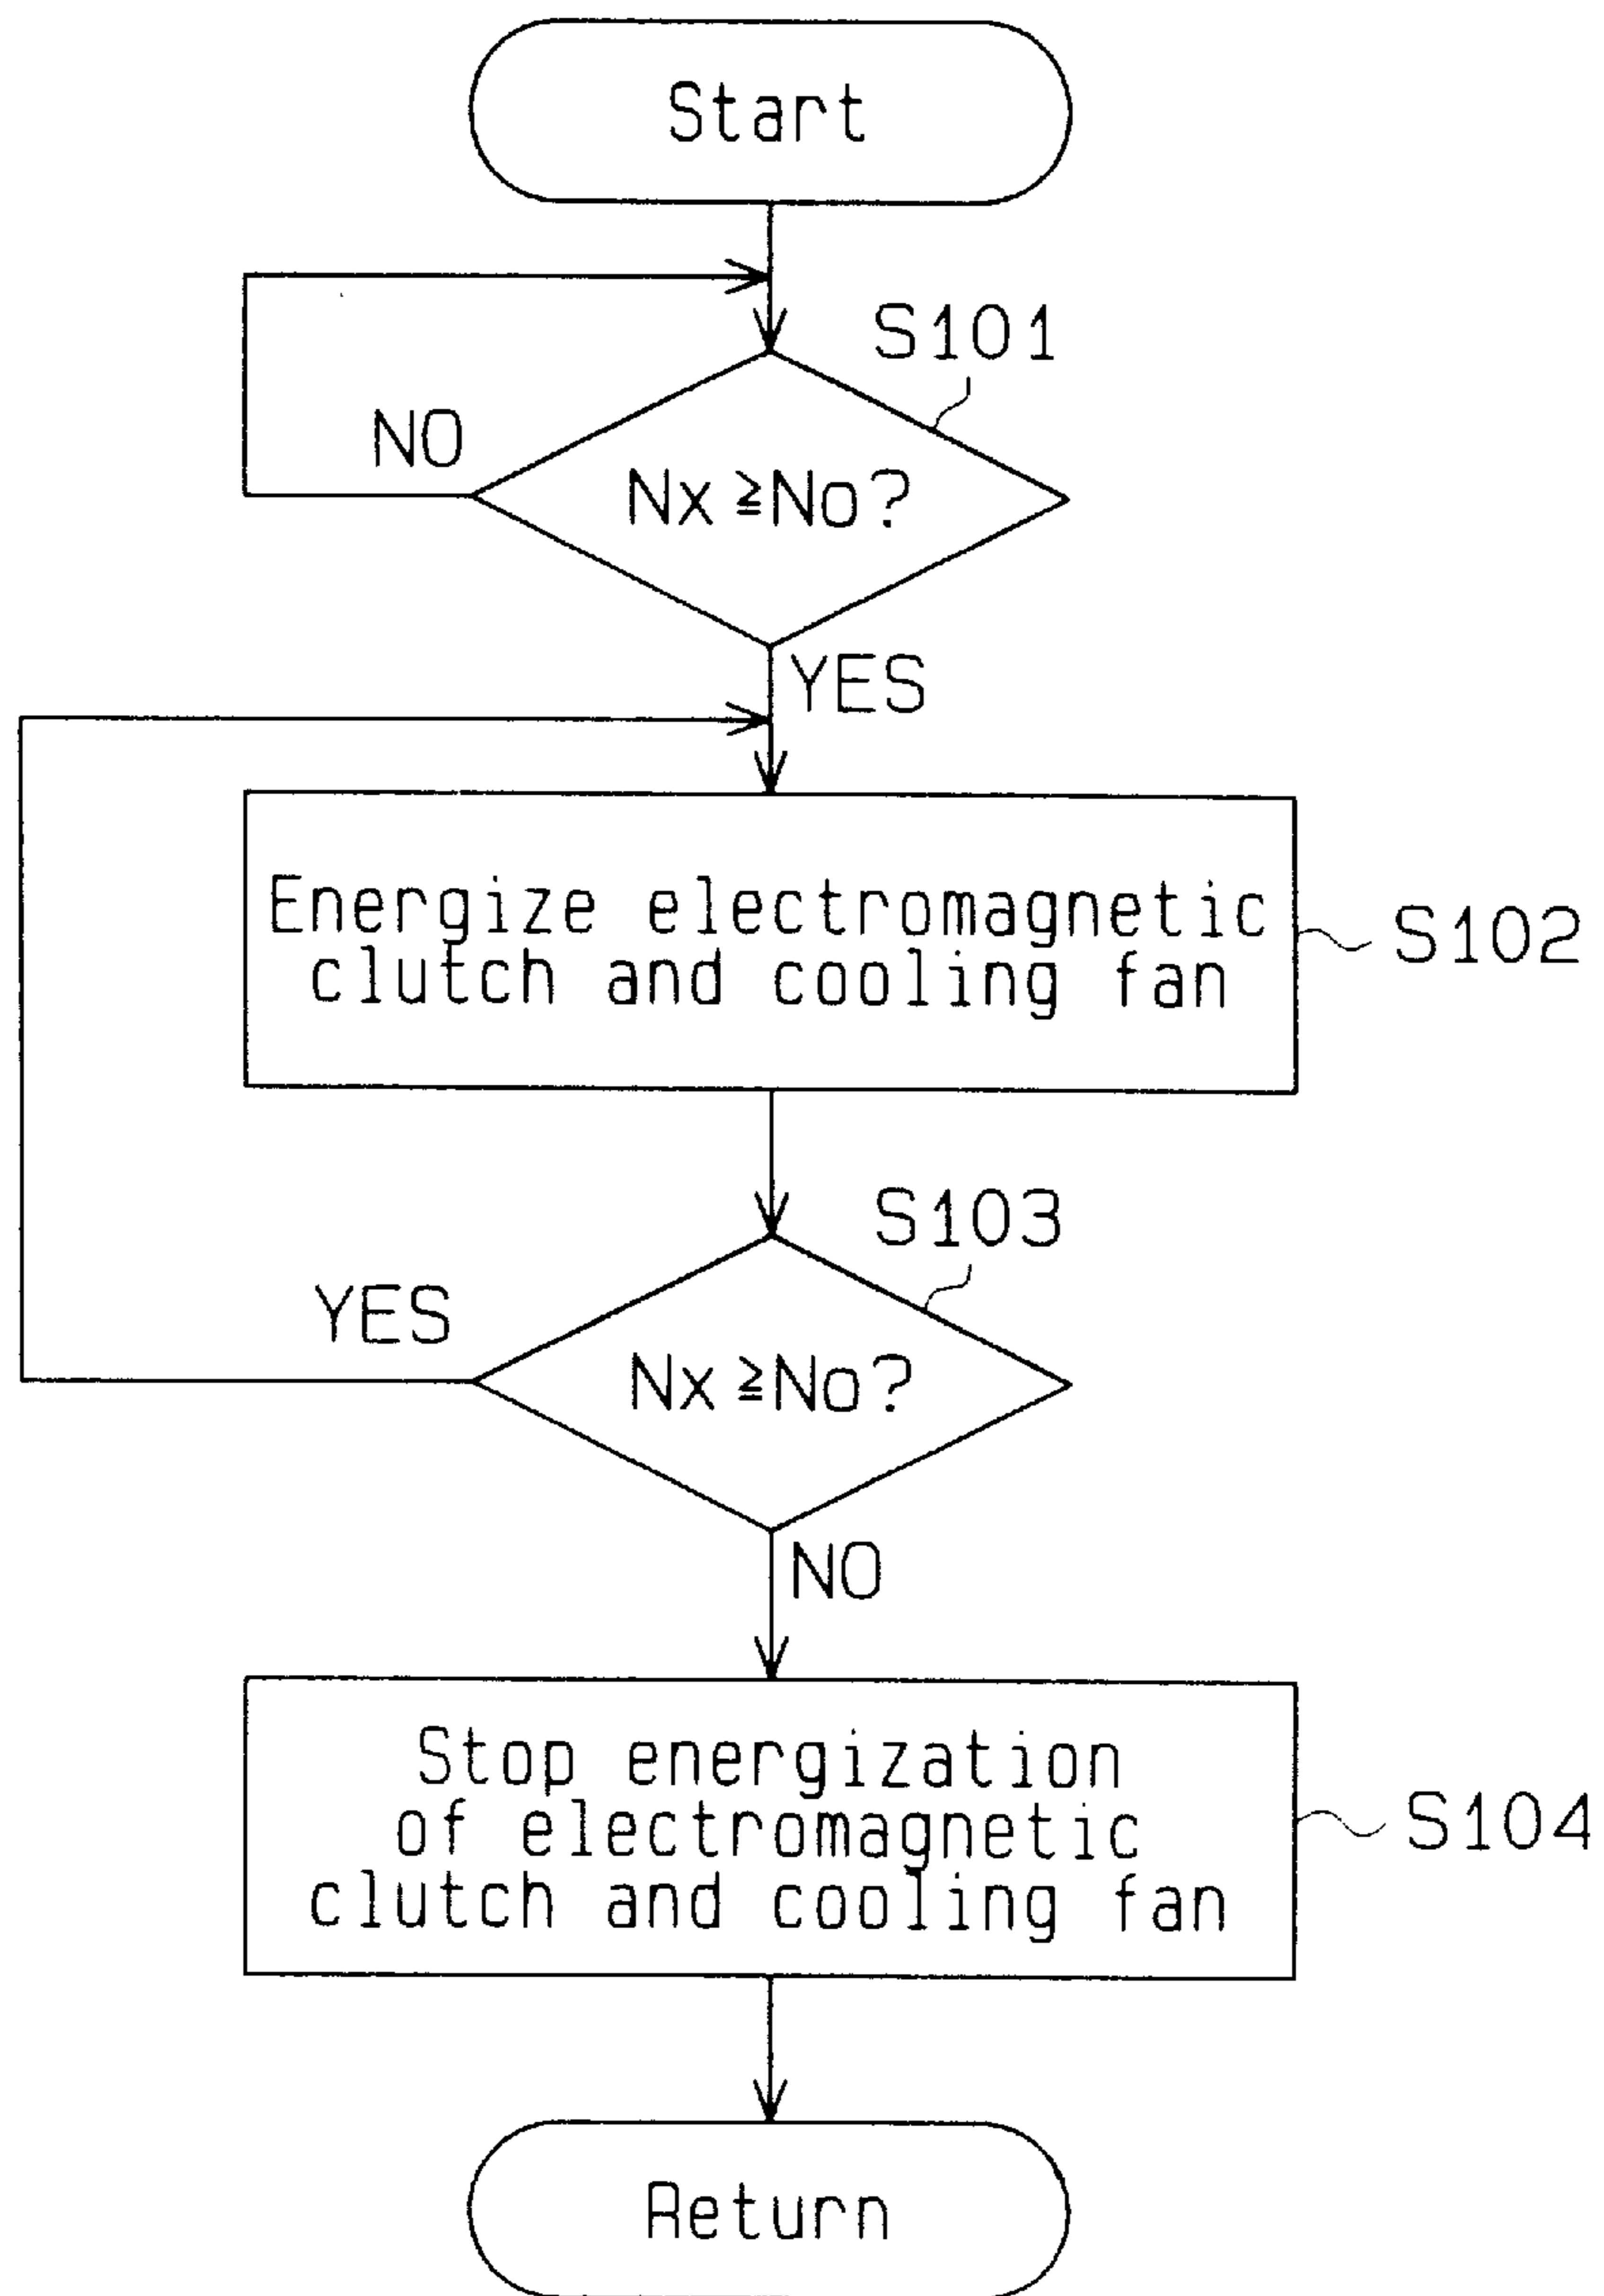 Start
S101
NO
Nx ≧No?
YES
Energize electromagnetic
clutch and cooling fan
S102
S103
YES
Nx ≧No?
NO
Stop energization
of electromagnetic
clutch and cooling fan
S104
Return